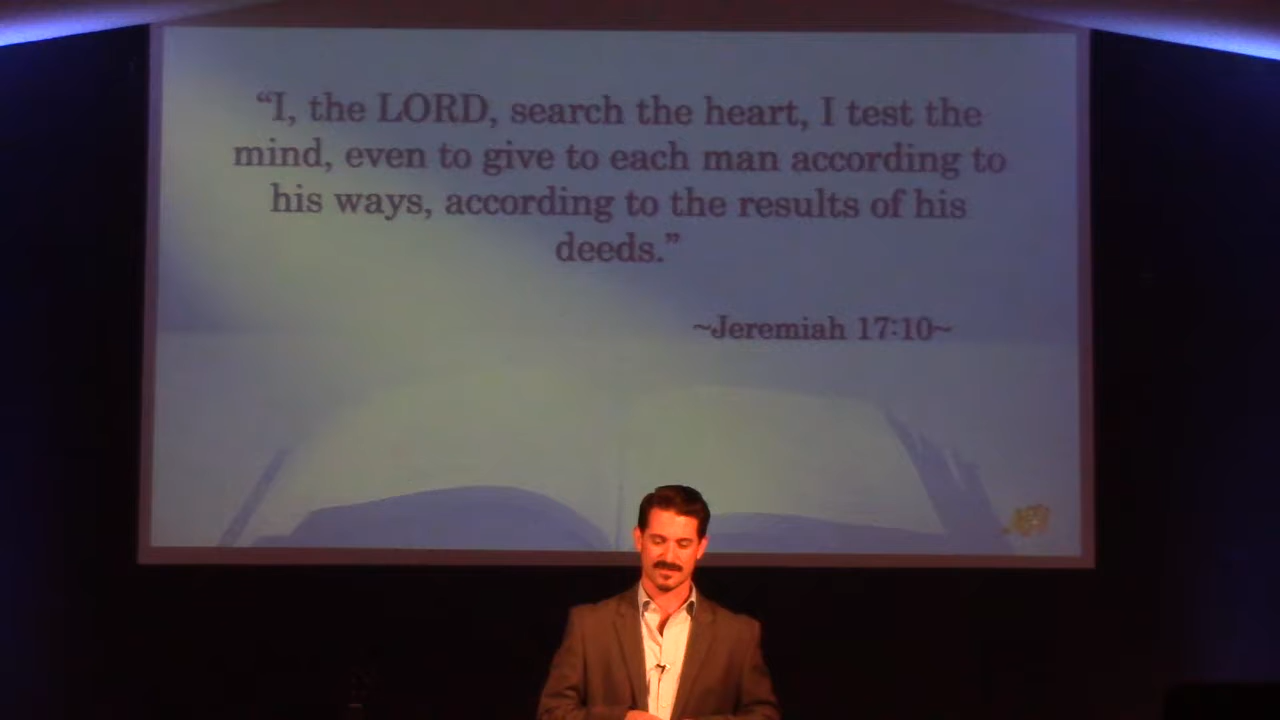 “I, the LORD, search the heart, I test the
mind, even to give to each man according to
his ways, according to the results of his
deeds.”
~Jeremiah 17:10~